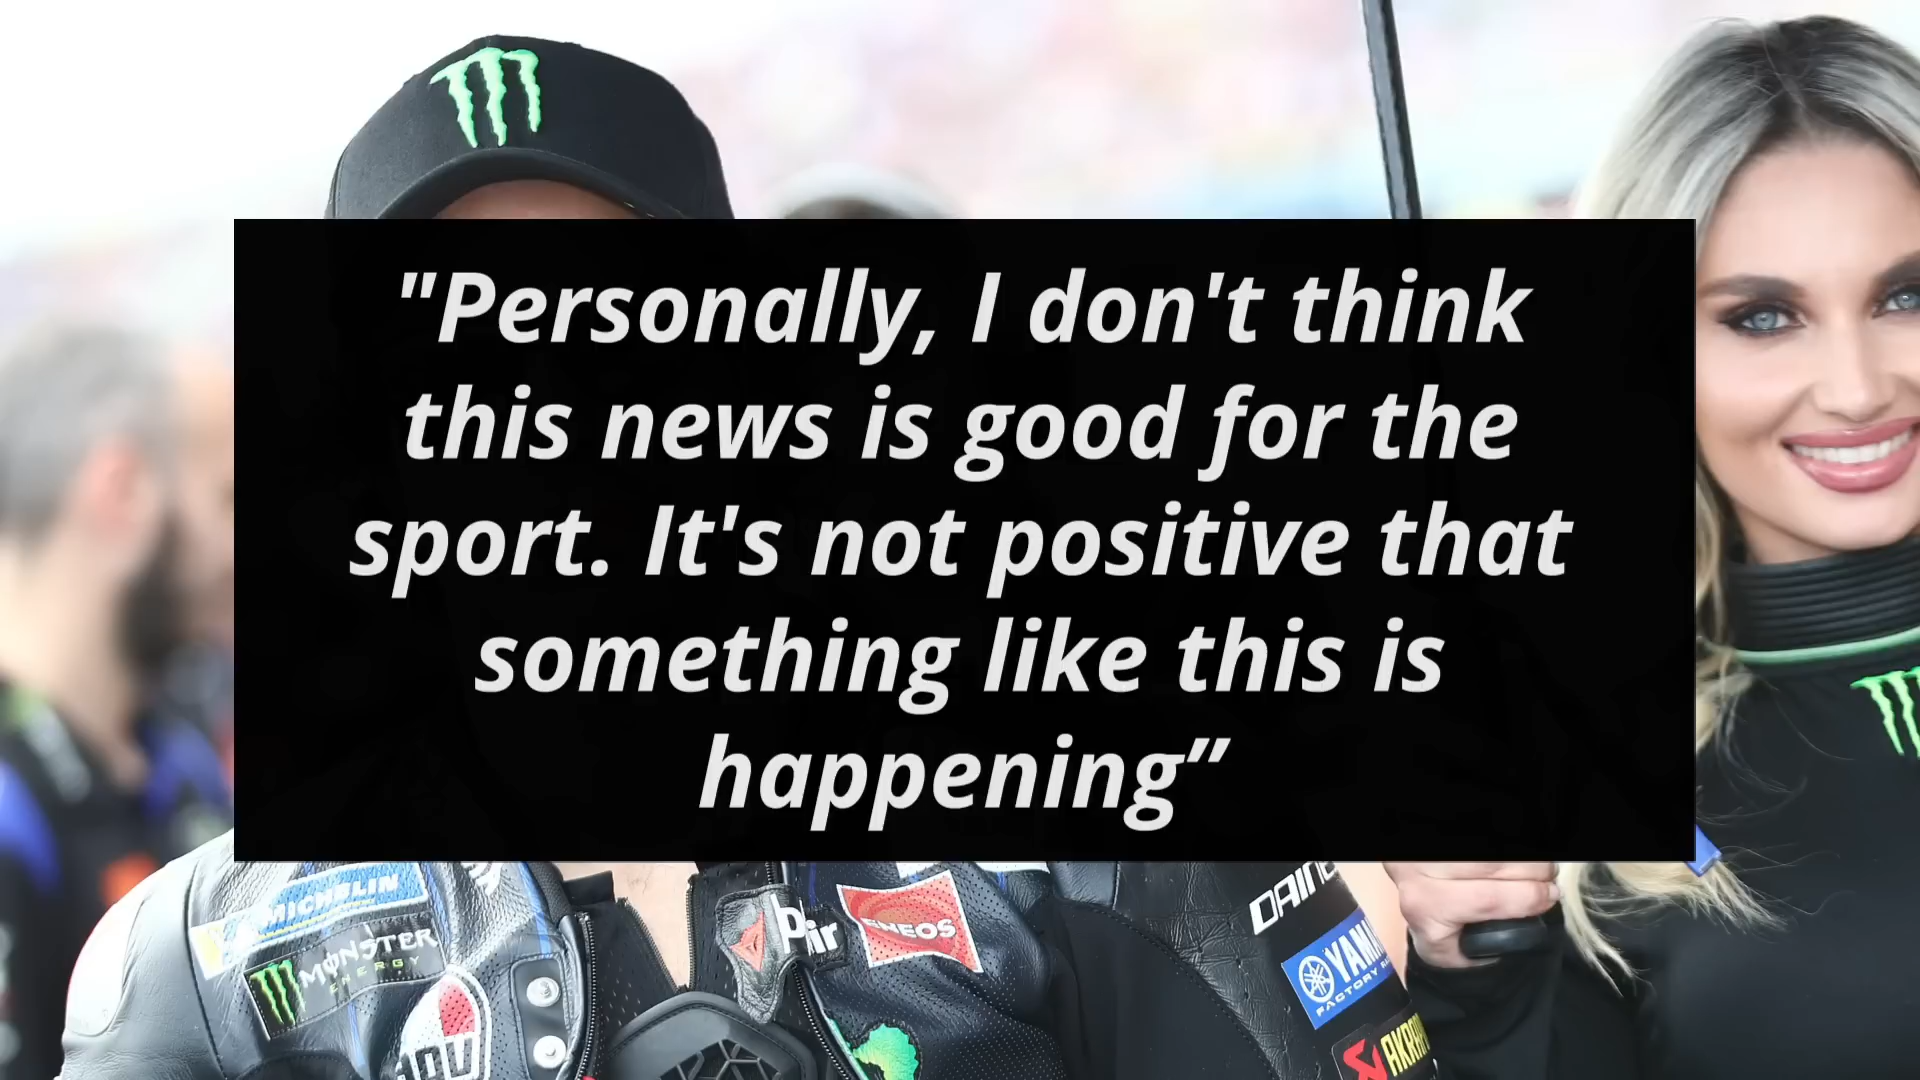 "Personally, I don't think
this news is good for the
sport. It's not positive that
something like this is
happening”
MICHELIN
MONSTER
ENERGY
ENEOS
FACTORY